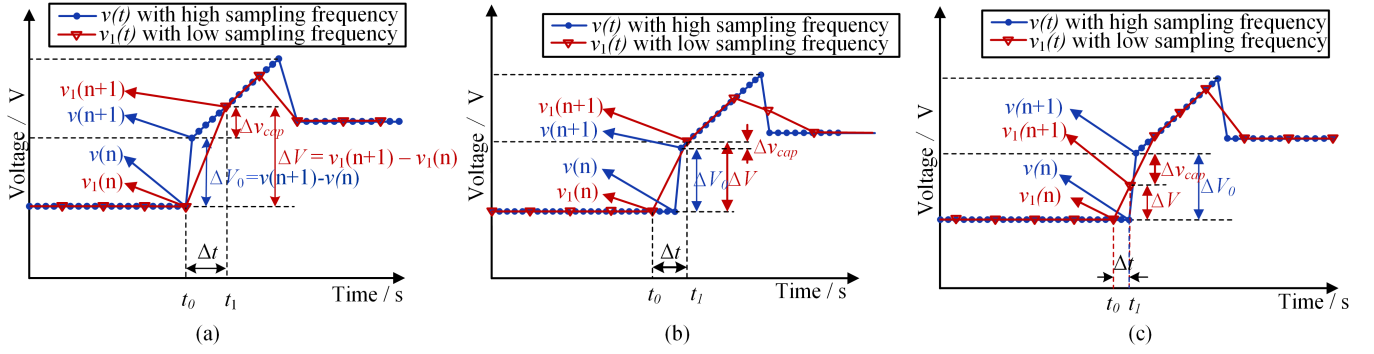 v(t) with high sampling frequency
v₁(t) with low sampling frequency
Voltage / V
v₁(n+1)
v(n+1)
v(n)
v₁(n)
Δv_cap
ΔV = v₁(n+1) − v₁(n)
ΔV₀ =v(n+1)-v(n)
Δt
t₀
t₁
Time / s
(a)
v(t) with high sampling frequency
v₁(t) with low sampling frequency
Voltage / V
v₁(n+1)
v(n+1)
v(n)
v₁(n)
Δv_cap
ΔV₀
ΔV
Δt
t₀
t₁
Time / s
(b)
v(t) with high sampling frequency
v₁(t) with low sampling frequency
Voltage / V
v(n+1)
v₁(n+1)
v(n)
v₁(n)
Δv_cap
ΔV
ΔV₀
Δt
t₀
t₁
Time / s
(c)